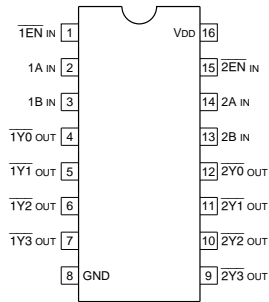 1EN IN 1
1A IN 2
1B IN 3
1Y0 OUT 4
1Y1 OUT 5
1Y2 OUT 6
1Y3 OUT 7
8 GND
VDD 16
15 2EN IN
14 2A IN
13 2B IN
12 2Y0 OUT
11 2Y1 OUT
10 2Y2 OUT
9 2Y3 OUT